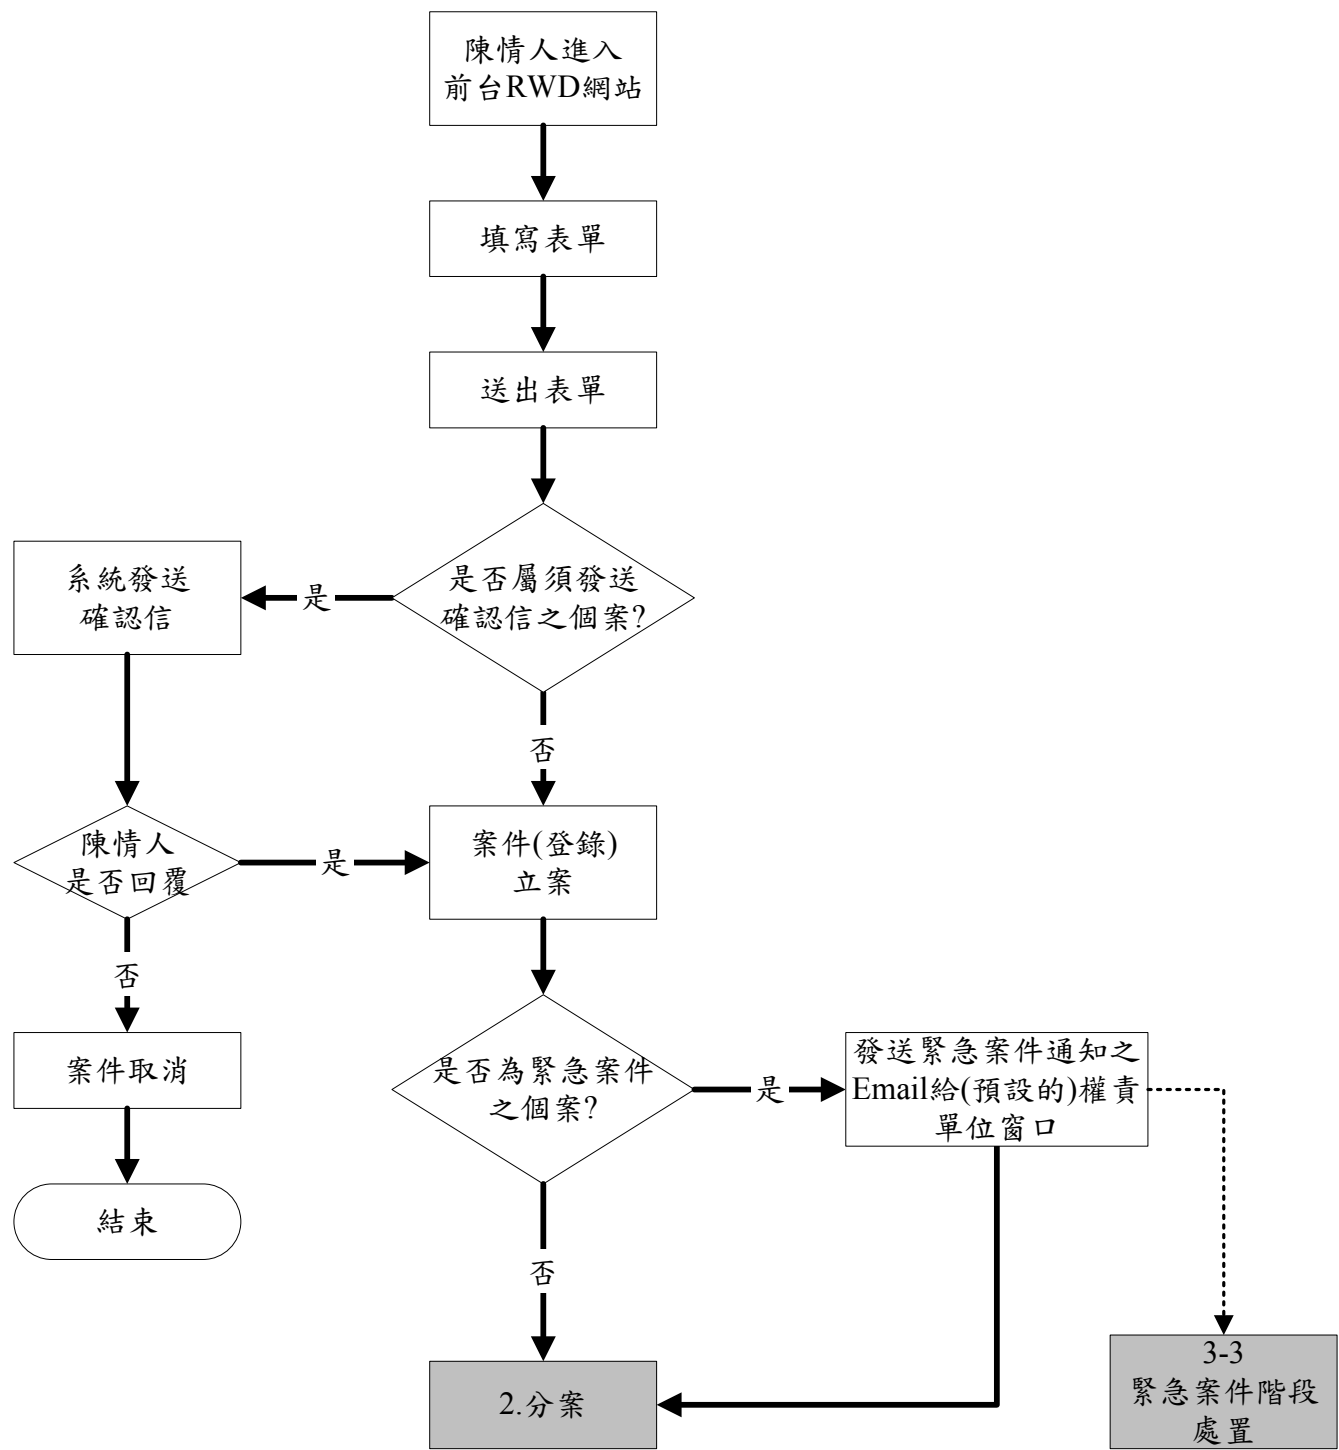 陳情人進入
前台RWD網站
填寫表單
送出表單
是否屬須發送
確認信之個案?
是
系統發送
確認信
否
陳情人
是否回覆
是
案件(登錄)
立案
否
案件取消
結束
是否為緊急案件
之個案?
是
發送緊急案件通知之
Email給(預設的)權責
單位窗口
否
2.分案
3-3
緊急案件階段
處置